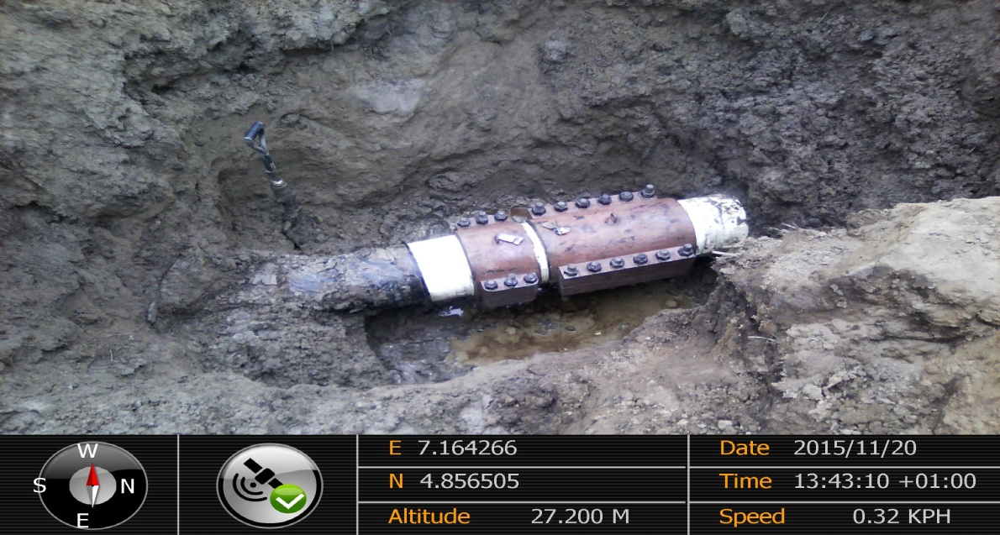 W
S N
E
E 7.164266
N 4.856505
Altitude 27.200 M
Date 2015/11/20
Time 13:43:10 +01:00
Speed 0.32 KPH